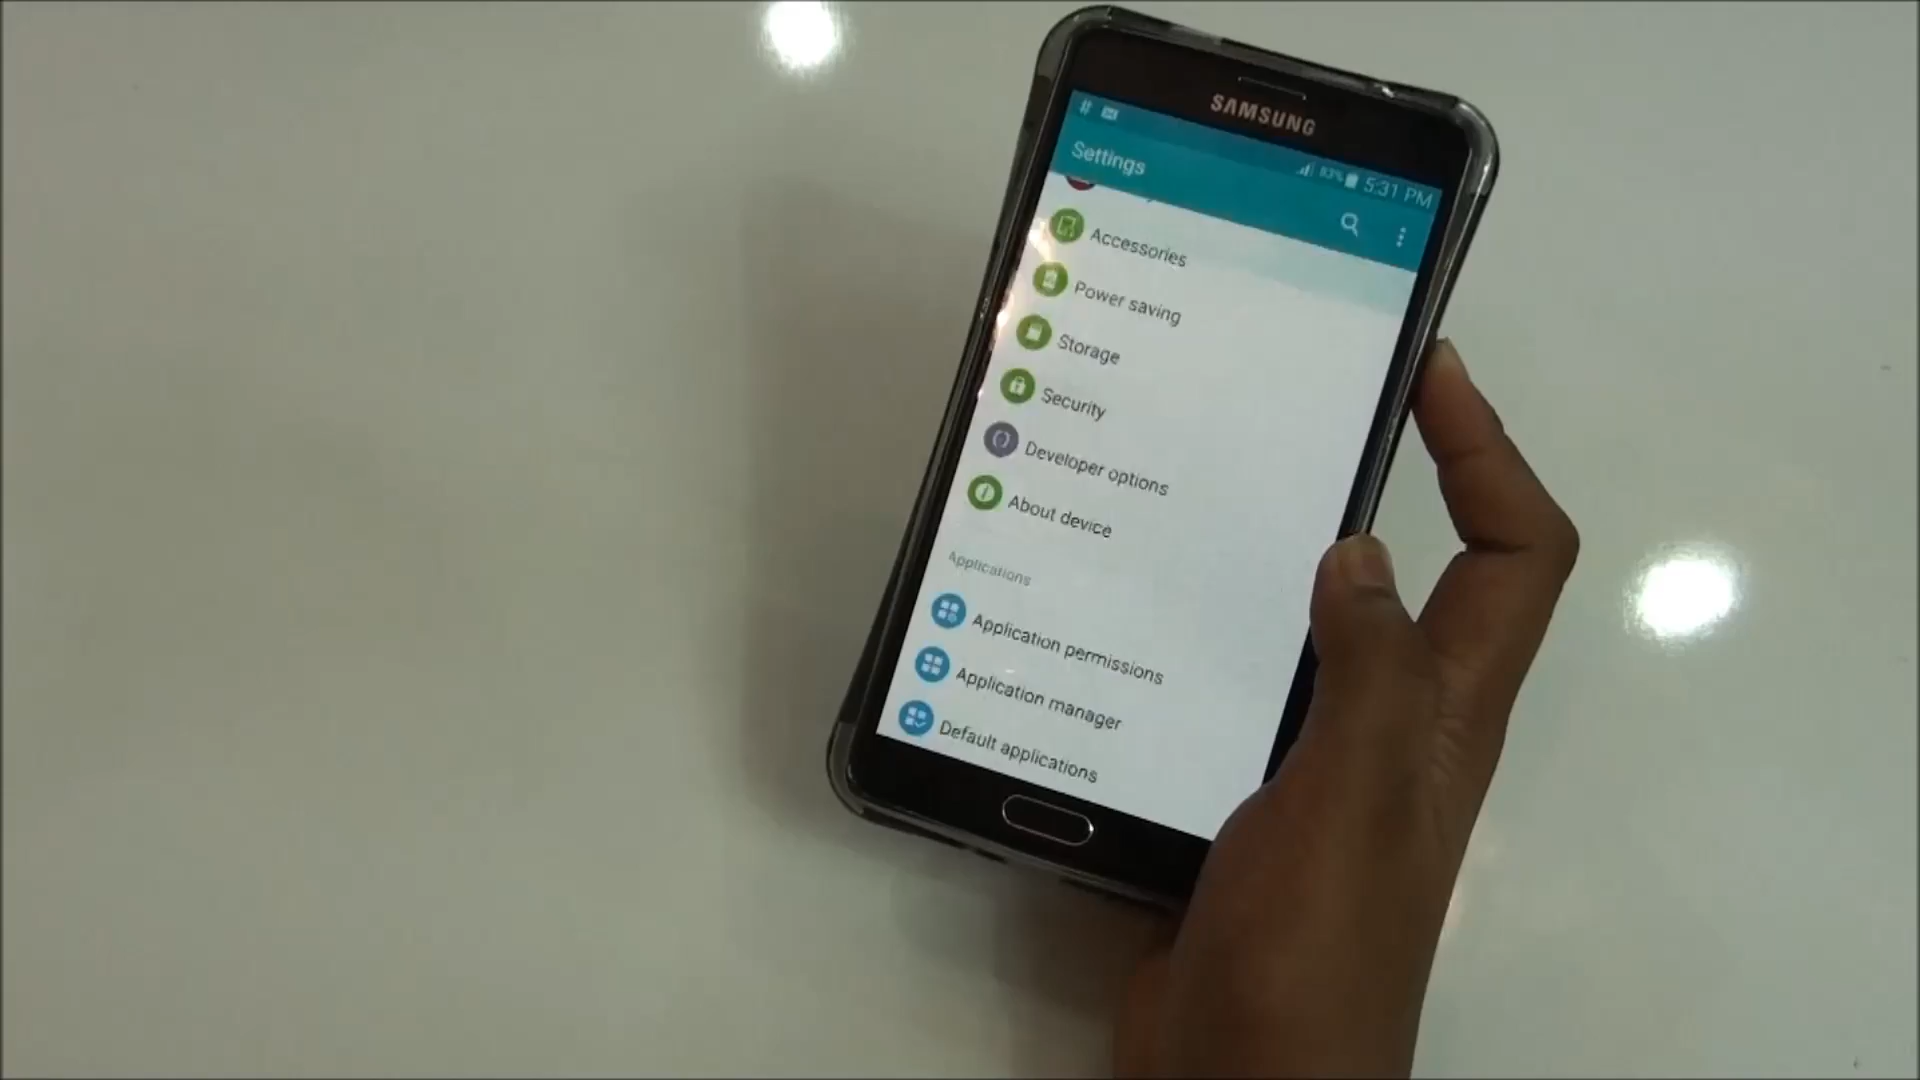 SAMSUNG
# 83% 5:31 PM
Settings
Accessories
Power saving
Storage
Security
Developer options
About device
Applications
Application permissions
Application manager
Default applications